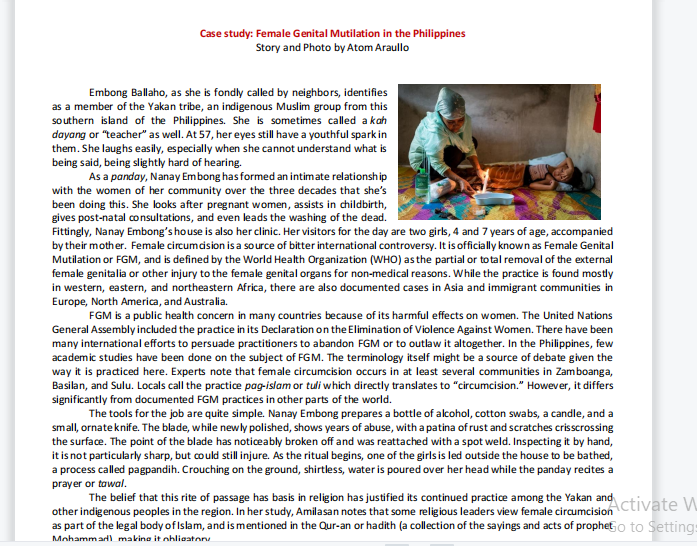 Case study: Female Genital Mutilation in the Philippines
Story and Photo by Atom Araullo
Embong Ballaho, as she is fondly called by neighbors, identifies
as a member of the Yakan tribe, an indigenous Muslim group from this
southern island of the Philippines. She is sometimes called a kah
dayang or “teacher” as well. At 57, her eyes still have a youthful spark in
them. She laughs easily, especially when she cannot understand what is
being said, being slightly hard of hearing.
As a panday, Nanay Embong has formed an intimate relationship
with the women of her community over the three decades that she’s
been doing this. She looks after pregnant women, assists in childbirth,
gives post-natal consultations, and even leads the washing of the dead.
Fittingly, Nanay Embong’s house is also her clinic. Her visitors for the day are two girls, 4 and 7 years of age, accompanied
by their mother. Female circumcision is a source of bitter international controversy. It is officially known as Female Genital
Mutilation or FGM, and is defined by the World Health Organization (WHO) as the partial or total removal of the external
female genitalia or other injury to the female genital organs for non-medical reasons. While the practice is found mostly
in western, eastern, and northeastern Africa, there are also documented cases in Asia and immigrant communities in
Europe, North America, and Australia.
FGM is a public health concern in many countries because of its harmful effects on women. The United Nations
General Assembly included the practice in its Declaration on the Elimination of Violence Against Women. There have been
many international efforts to persuade practitioners to abandon FGM or to outlaw it altogether. In the Philippines, few
academic studies have been done on the subject of FGM. The terminology itself might be a source of debate given the
way it is practiced here. Experts note that female circumcision occurs in at least several communities in Zamboanga,
Basilan, and Sulu. Locals call the practice pag-islam or tuli which directly translates to “circumcision.” However, it differs
significantly from documented FGM practices in other parts of the world.
The tools for the job are quite simple. Nanay Embong prepares a bottle of alcohol, cotton swabs, a candle, and a
small, ornate knife. The blade, while newly polished, shows years of abuse, with a patina of rust and scratches crisscrossing
the surface. The point of the blade has noticeably broken off and was reattached with a spot weld. Inspecting it by hand,
it is not particularly sharp, but could still injure. As the ritual begins, one of the girls is led outside the house to be bathed,
a process called pagpandih. Crouching on the ground, shirtless, water is poured over her head while the panday recites a
prayer or tawal.
The belief that this rite of passage has basis in religion has justified its continued practice among the Yakan and
other indigenous peoples in the region. In her study, Amilasan notes that some religious leaders view female circumcision
as part of the legal body of Islam, and is mentioned in the Qur-an or hadith (a collection of the sayings and acts of prophet
Mohammad), making it obligatory.
Activate W
Go to Settings